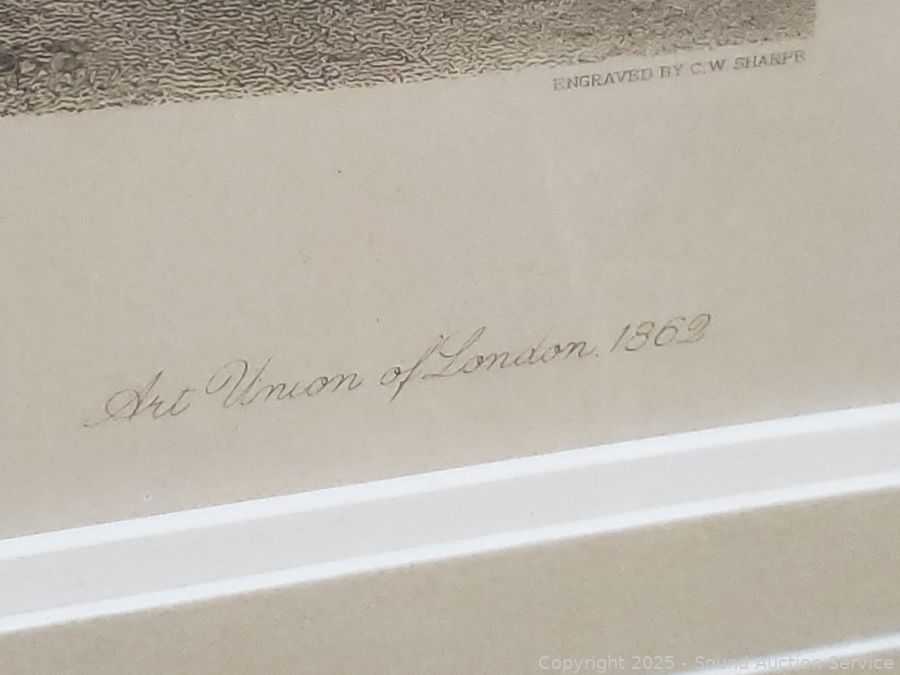 ENGRAVED BY C.W. SHARPE
Art Union of London. 1862
Copyright 2025 - Sound Auction Service